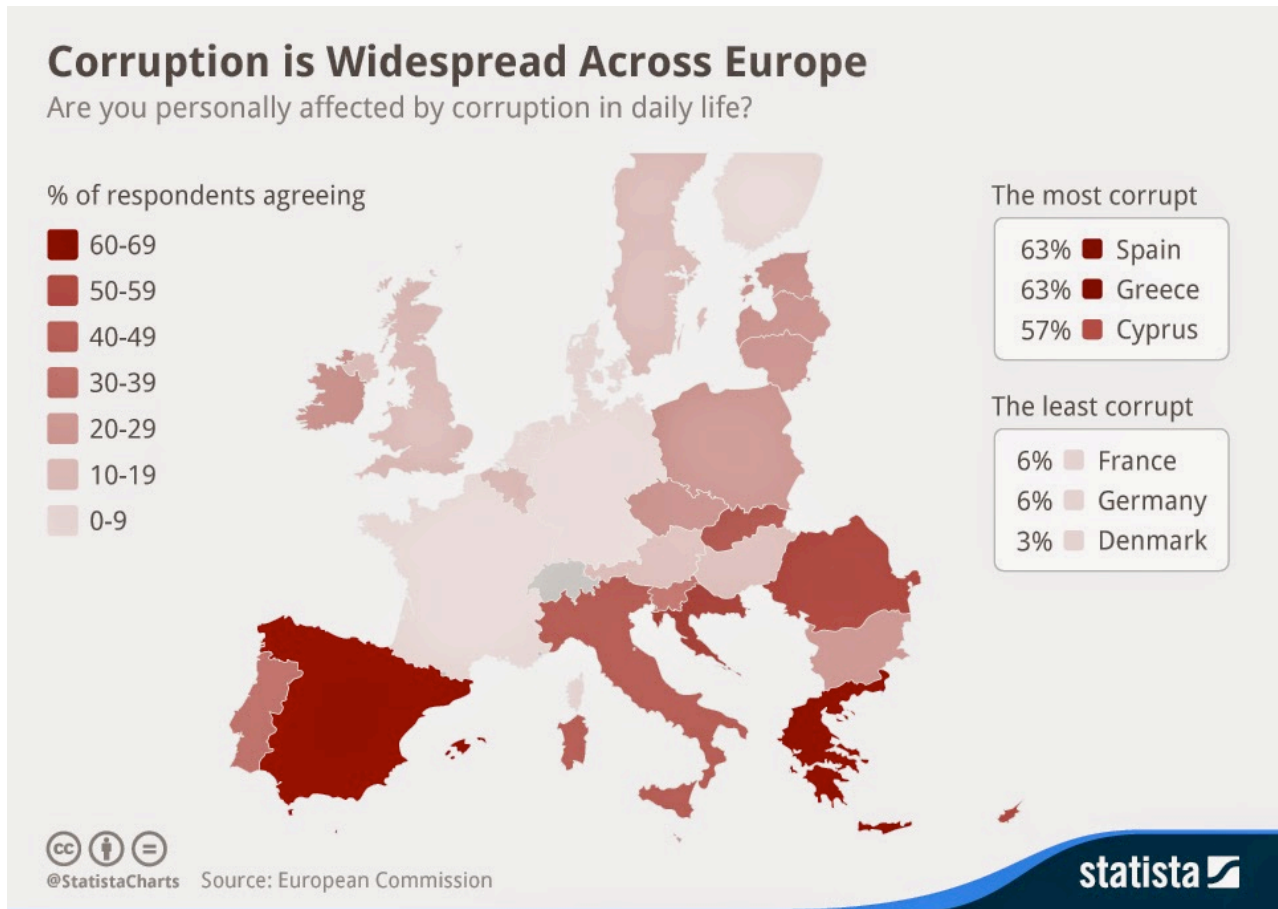 Corruption is Widespread Across Europe
Are you personally affected by corruption in daily life?
% of respondents agreeing
60-69
50-59
40-49
30-39
20-29
10-19
0-9
The most corrupt
63% Spain
63% Greece
57% Cyprus
The least corrupt
6% France
6% Germany
3% Denmark
cc
@StatistaCharts Source: European Commission
statista